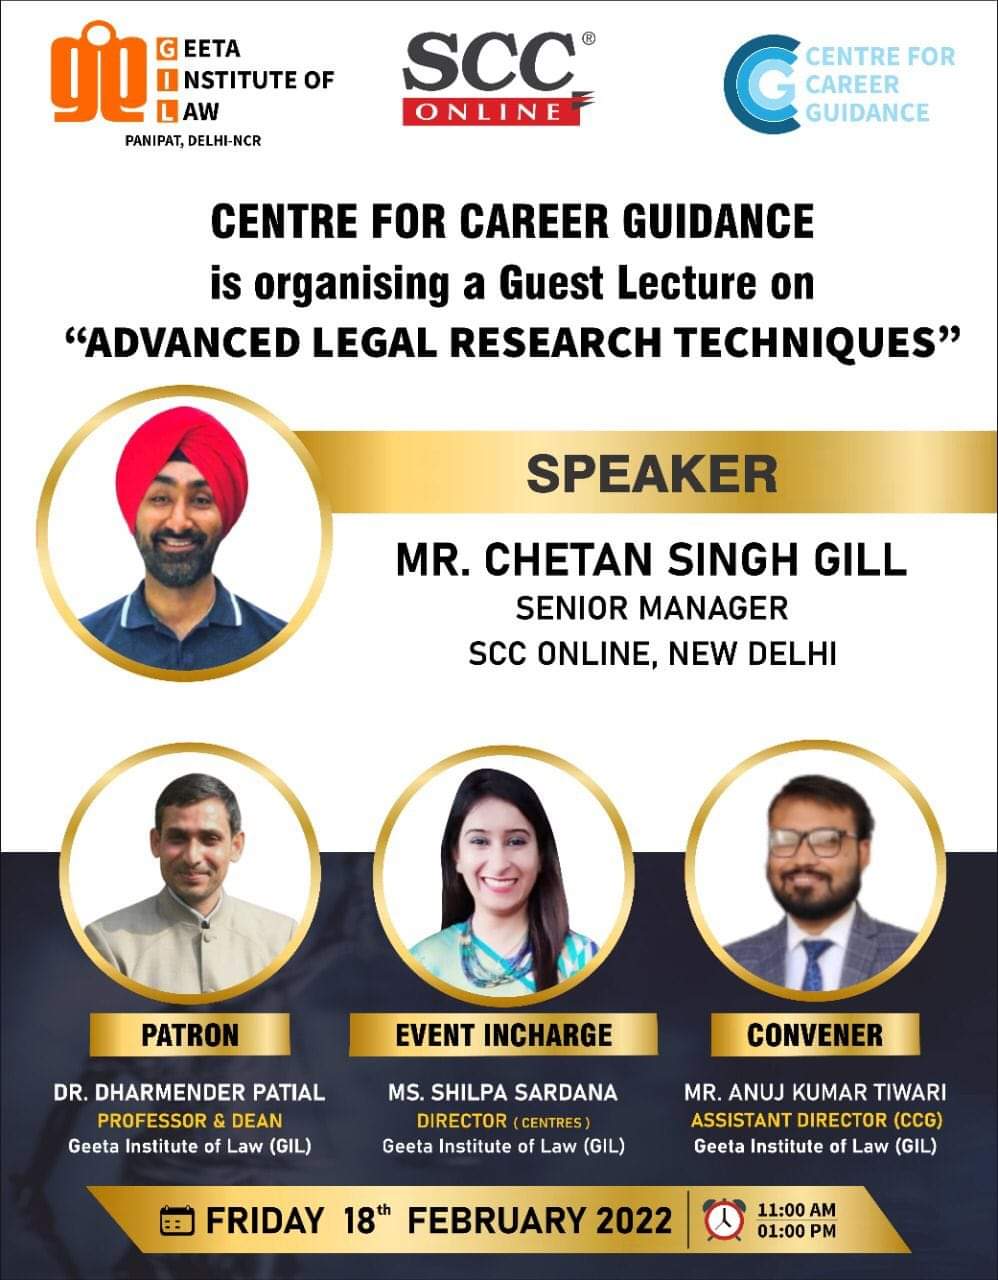 GEETA
INSTITUTE OF
LAW
PANIPAT, DELHI-NCR
SCC®
ONLINE
CENTRE FOR
CAREER
GUIDANCE
CENTRE FOR CAREER GUIDANCE
is organising a Guest Lecture on
“ADVANCED LEGAL RESEARCH TECHNIQUES”
SPEAKER
MR. CHETAN SINGH GILL
SENIOR MANAGER
SCC ONLINE, NEW DELHI
PATRON
DR. DHARMENDER PATIAL
PROFESSOR & DEAN
Geeta Institute of Law (GIL)
EVENT INCHARGE
MS. SHILPA SARDANA
DIRECTOR ( CENTRES )
Geeta Institute of Law (GIL)
CONVENER
MR. ANUJ KUMAR TIWARI
ASSISTANT DIRECTOR (CCG)
Geeta Institute of Law (GIL)
FRIDAY 18th FEBRUARY 2022
11:00 AM
01:00 PM